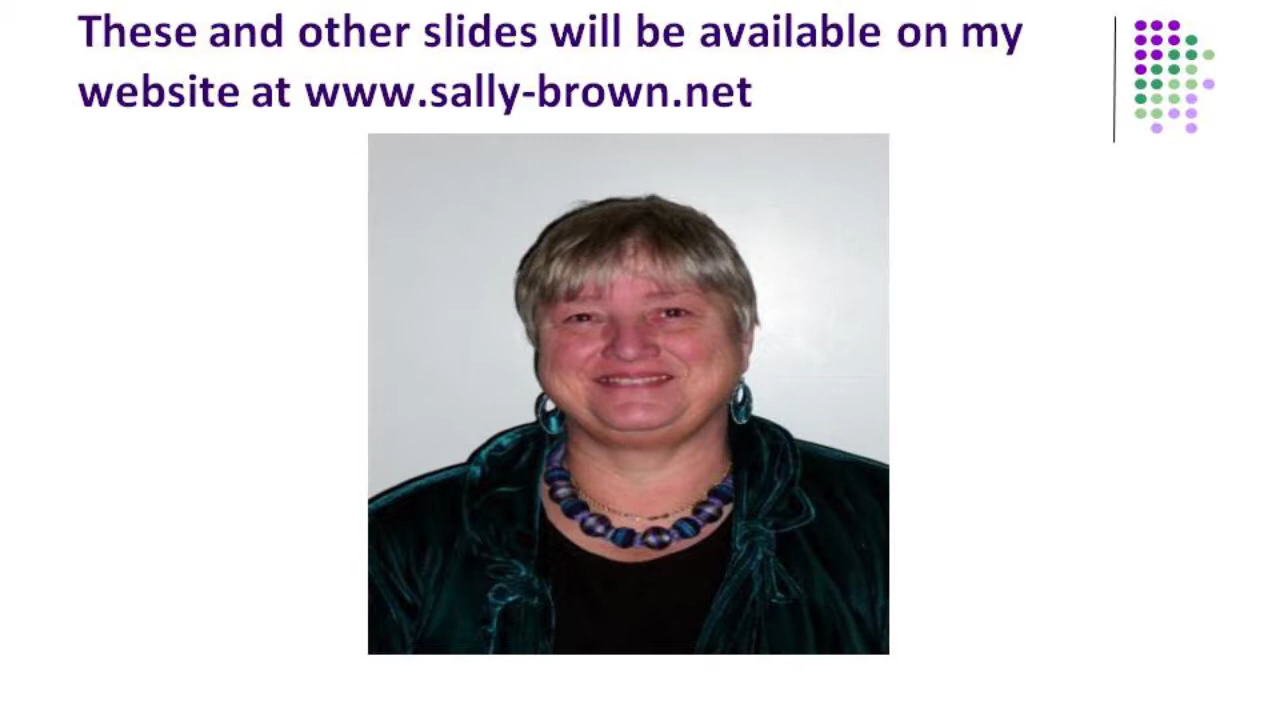 These and other slides will be available on my
website at www.sally-brown.net